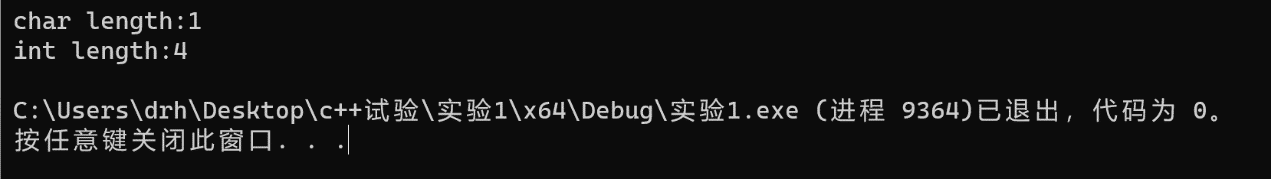 char length:1
int length:4
C:\Users\drh\Desktop\c++试验\实验1\x64\Debug\实验1.exe (进程 9364)已退出，代码为 0。
按任意键关闭此窗口. . .